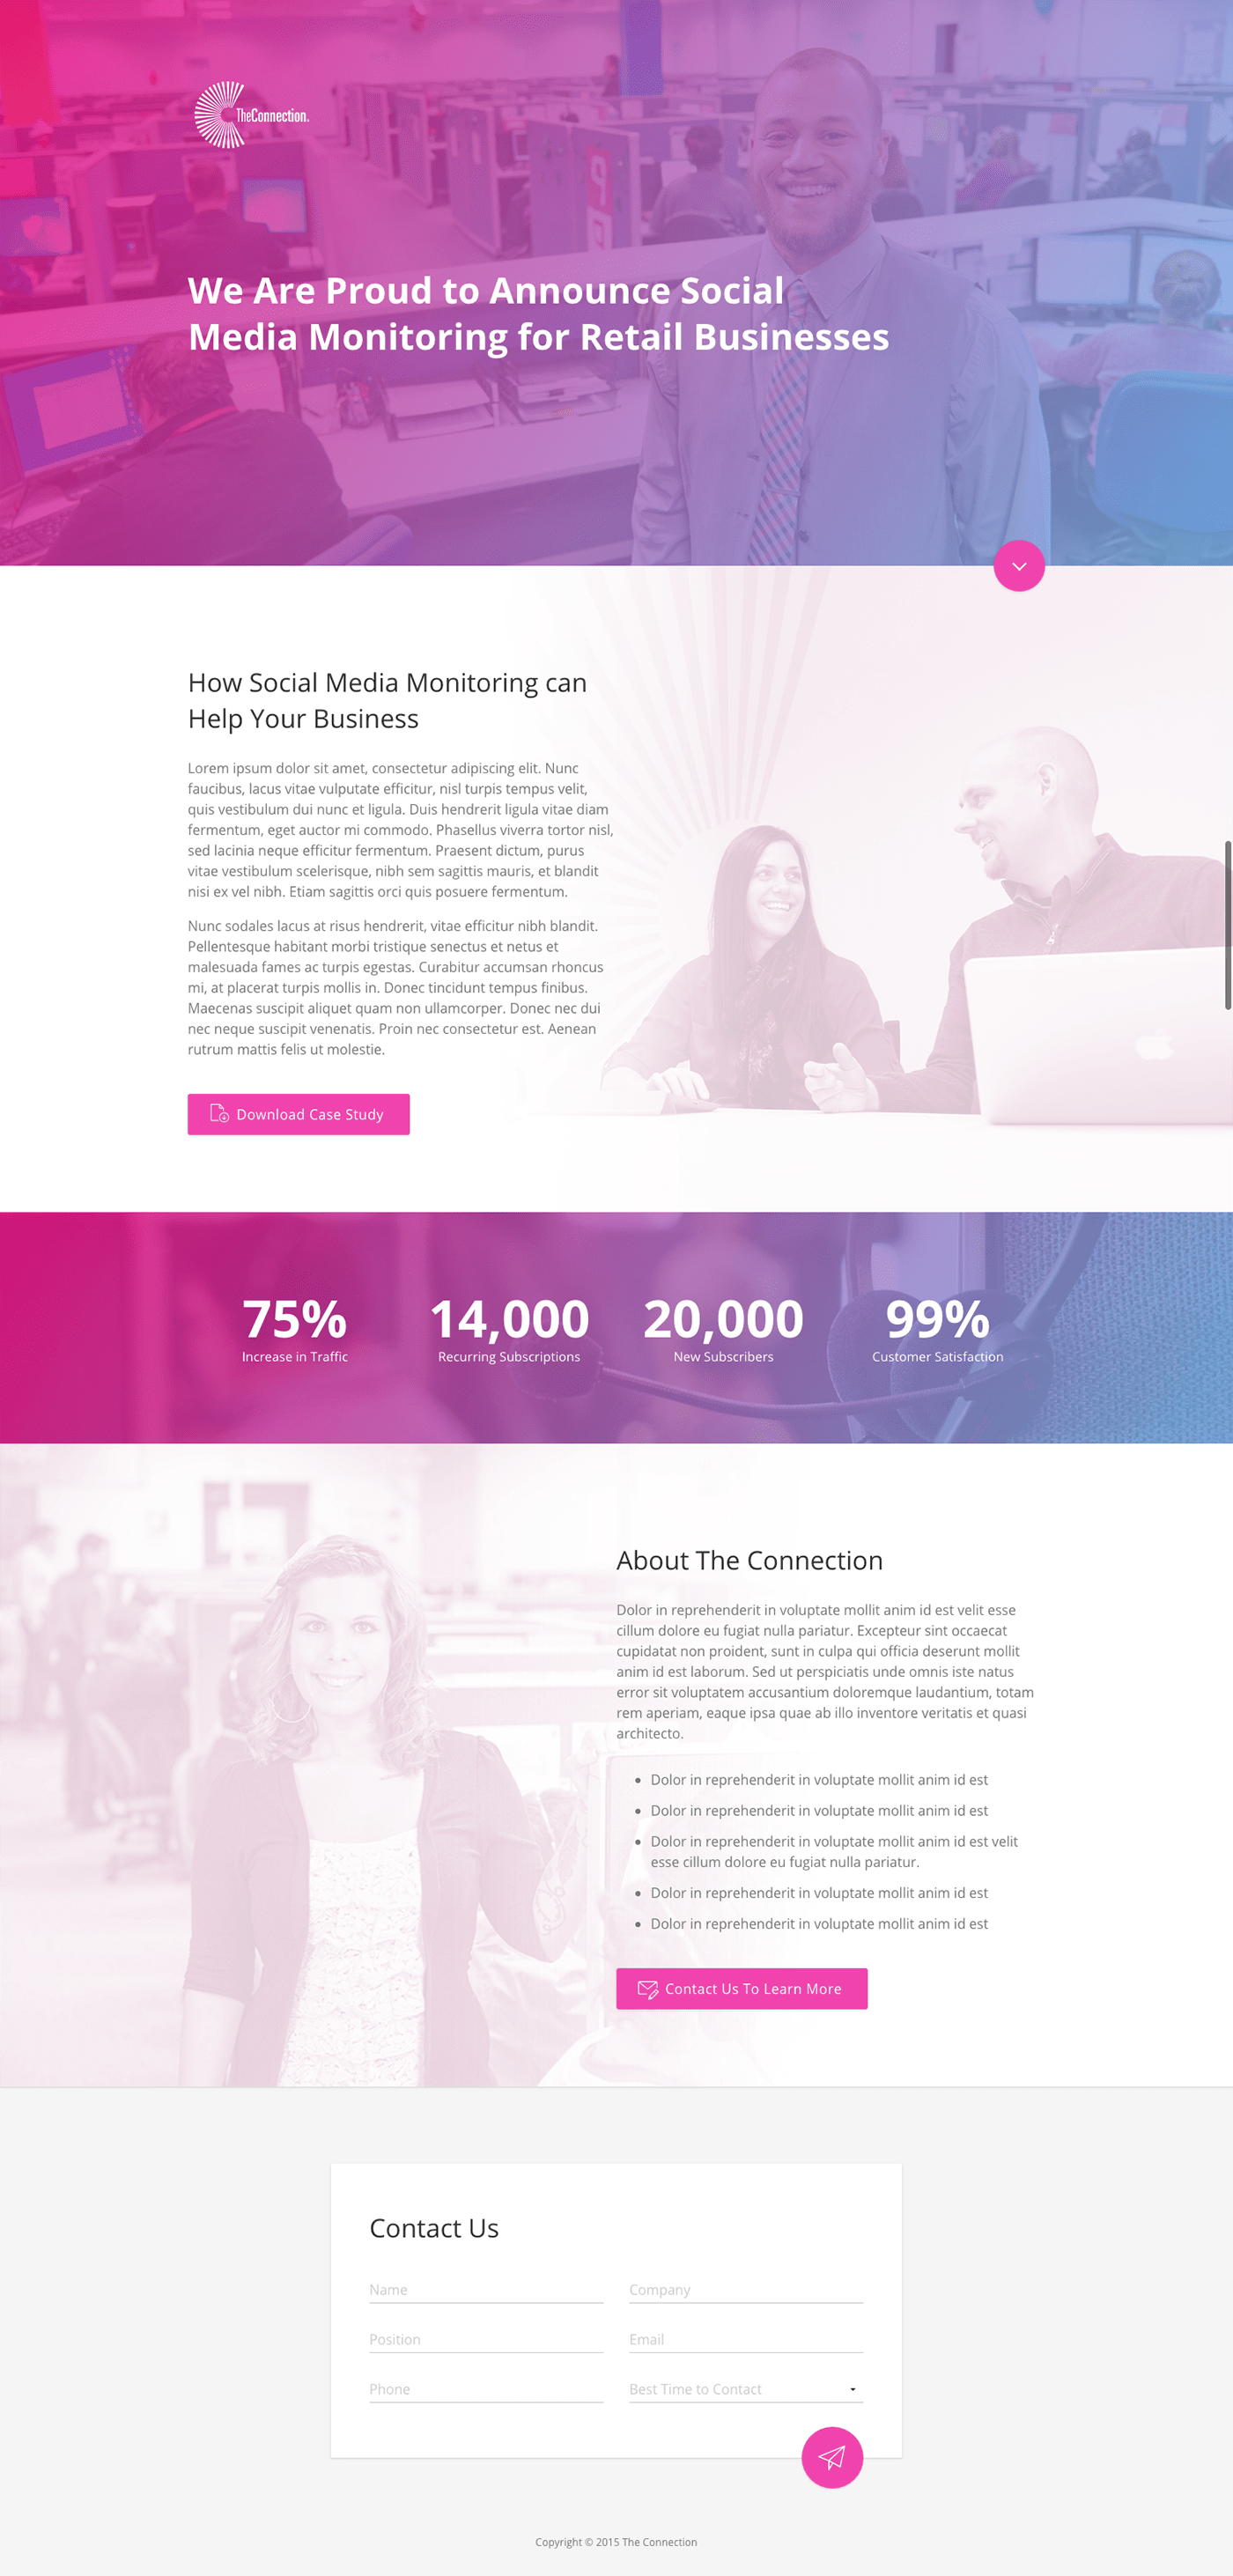 TheConnection.
We Are Proud to Announce Social
Media Monitoring for Retail Businesses
How Social Media Monitoring can
Help Your Business
Lorem ipsum dolor sit amet, consectetur adipiscing elit. Nunc
faucibus, lacus vitae vulputate efficitur, nisl turpis tempus velit,
quis vestibulum dui nunc et ligula. Duis hendrerit ligula vitae diam
fermentum, eget auctor mi commodo. Phasellus viverra tortor nisl,
sed lacinia neque efficitur fermentum. Praesent dictum, purus
vitae vestibulum scelerisque, nibh sem sagittis mauris, et blandit
nisi ex vel nibh. Etiam sagittis orci quis posuere fermentum.
Nunc sodales lacus at risus hendrerit, vitae efficitur nibh blandit.
Pellentesque habitant morbi tristique senectus et netus et
malesuada fames ac turpis egestas. Curabitur accumsan rhoncus
mi, at placerat turpis mollis in. Donec tincidunt tempus finibus.
Maecenas suscipit aliquet quam non ullamcorper. Donec nec dui
nec neque suscipit venenatis. Proin nec consectetur est. Aenean
rutrum mattis felis ut molestie.
Download Case Study
75%
Increase in Traffic
14,000
Recurring Subscriptions
20,000
New Subscribers
99%
Customer Satisfaction
About The Connection
Dolor in reprehenderit in voluptate mollit anim id est velit esse
cillum dolore eu fugiat nulla pariatur. Excepteur sint occaecat
cupidatat non proident, sunt in culpa qui officia deserunt mollit
anim id est laborum. Sed ut perspiciatis unde omnis iste natus
error sit voluptatem accusantium doloremque laudantium, totam
rem aperiam, eaque ipsa quae ab illo inventore veritatis et quasi
architecto.
• Dolor in reprehenderit in voluptate mollit anim id est
• Dolor in reprehenderit in voluptate mollit anim id est
• Dolor in reprehenderit in voluptate mollit anim id est velit
esse cillum dolore eu fugiat nulla pariatur.
• Dolor in reprehenderit in voluptate mollit anim id est
• Dolor in reprehenderit in voluptate mollit anim id est
Contact Us To Learn More
Contact Us
Name
Company
Position
Email
Phone
Best Time to Contact
Copyright © 2015 The Connection